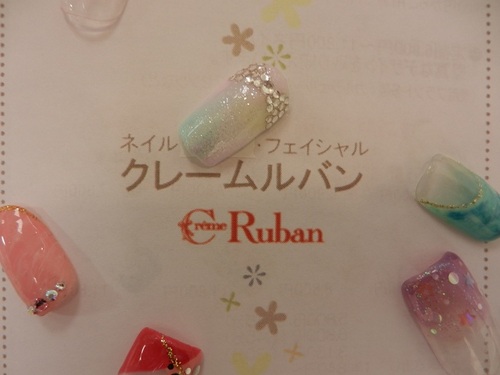 ネイル ・フェイシャル
クレームルバン
Crème Ruban